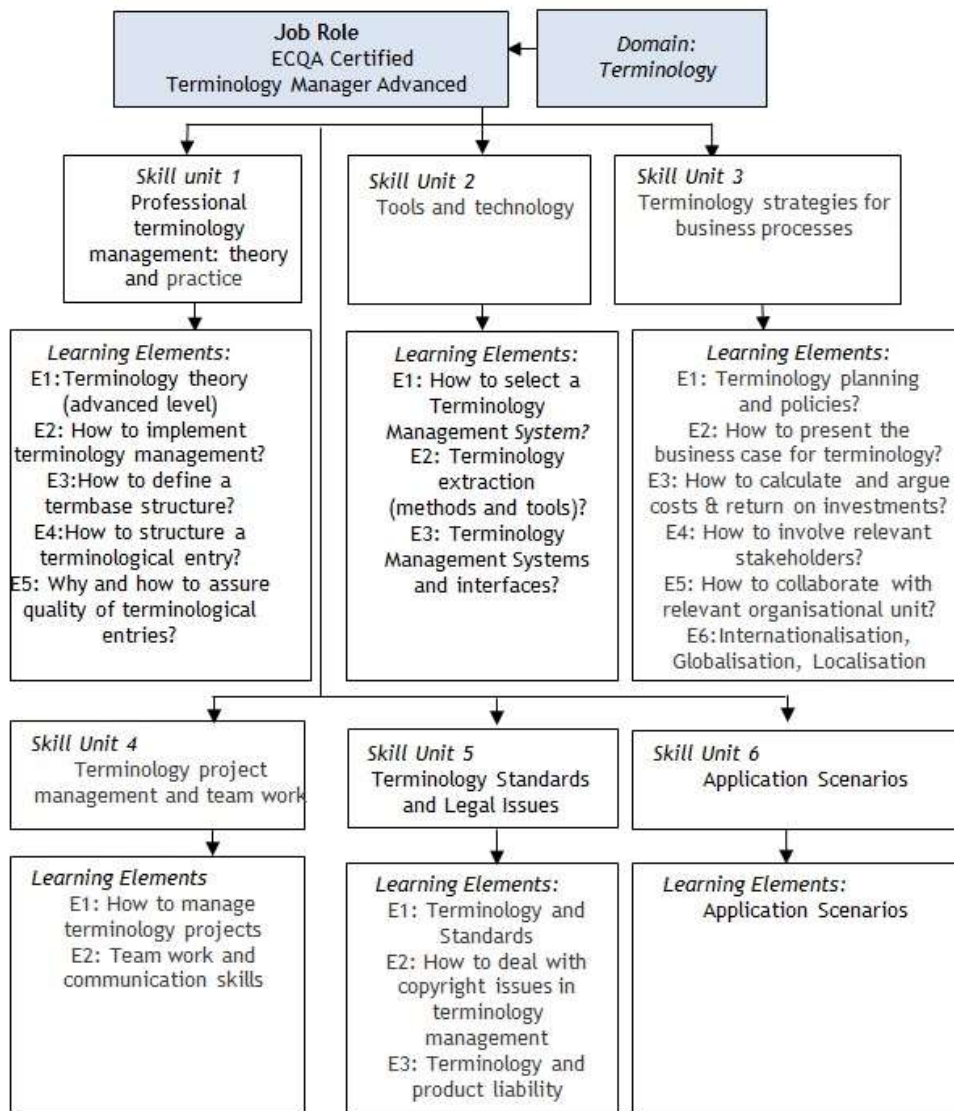 Job Role
ECQA Certified
Terminology Manager Advanced
Domain:
Terminology
Skill unit 1
Professional
terminology
management: theory
and practice
Skill Unit 2
Tools and technology
Skill Unit 3
Terminology strategies for
business processes
Learning Elements:
E1:Terminology theory
(advanced level)
E2: How to implement
terminology management?
E3:How to define a
termbase structure?
E4:How to structure a
terminological entry?
E5: Why and how to assure
quality of terminological
entries?
Learning Elements:
E1: How to select a
Terminology
Management System?
E2: Terminology
extraction
(methods and tools)?
E3: Terminology
Management Systems
and interfaces?
Learning Elements:
E1: Terminology planning
and policies?
E2: How to present the
business case for terminology?
E3: How to calculate and argue
costs & return on investments?
E4: How to involve relevant
stakeholders?
E5: How to collaborate with
relevant organisational unit?
E6:Internationalisation,
Globalisation, Localisation
Skill Unit 4
Terminology project
management and team work
Skill Unit 5
Terminology Standards
and Legal Issues
Skill Unit 6
Application Scenarios
Learning Elements
E1: How to manage
terminology projects
E2: Team work and
communication skills
Learning Elements:
E1: Terminology and
Standards
E2: How to deal with
copyright issues in
terminology
management
E3: Terminology and
product liability
Learning Elements:
Application Scenarios